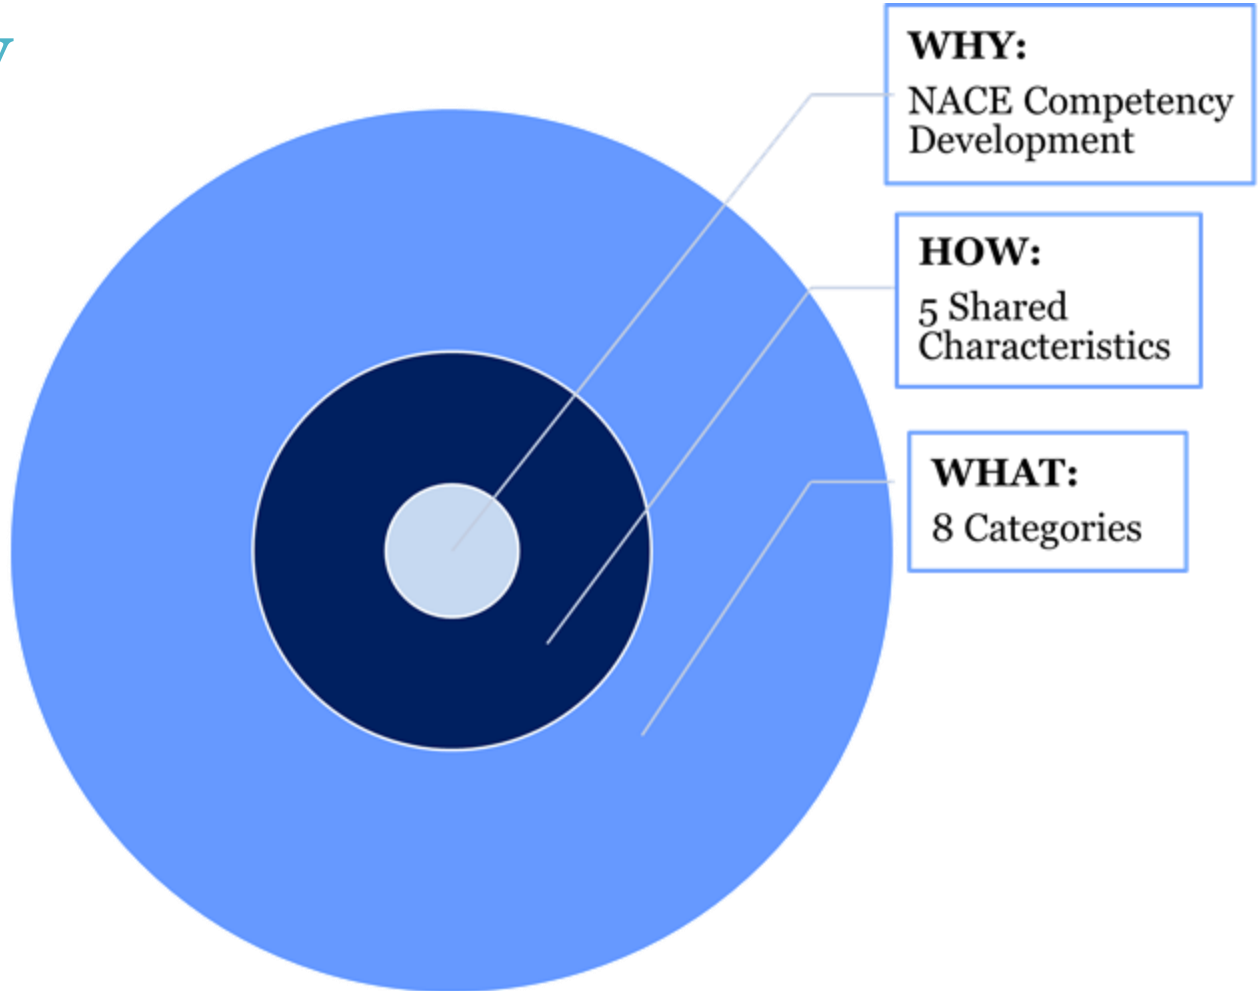 WHY:
NACE Competency
Development
HOW:
5 Shared
Characteristics
WHAT:
8 Categories